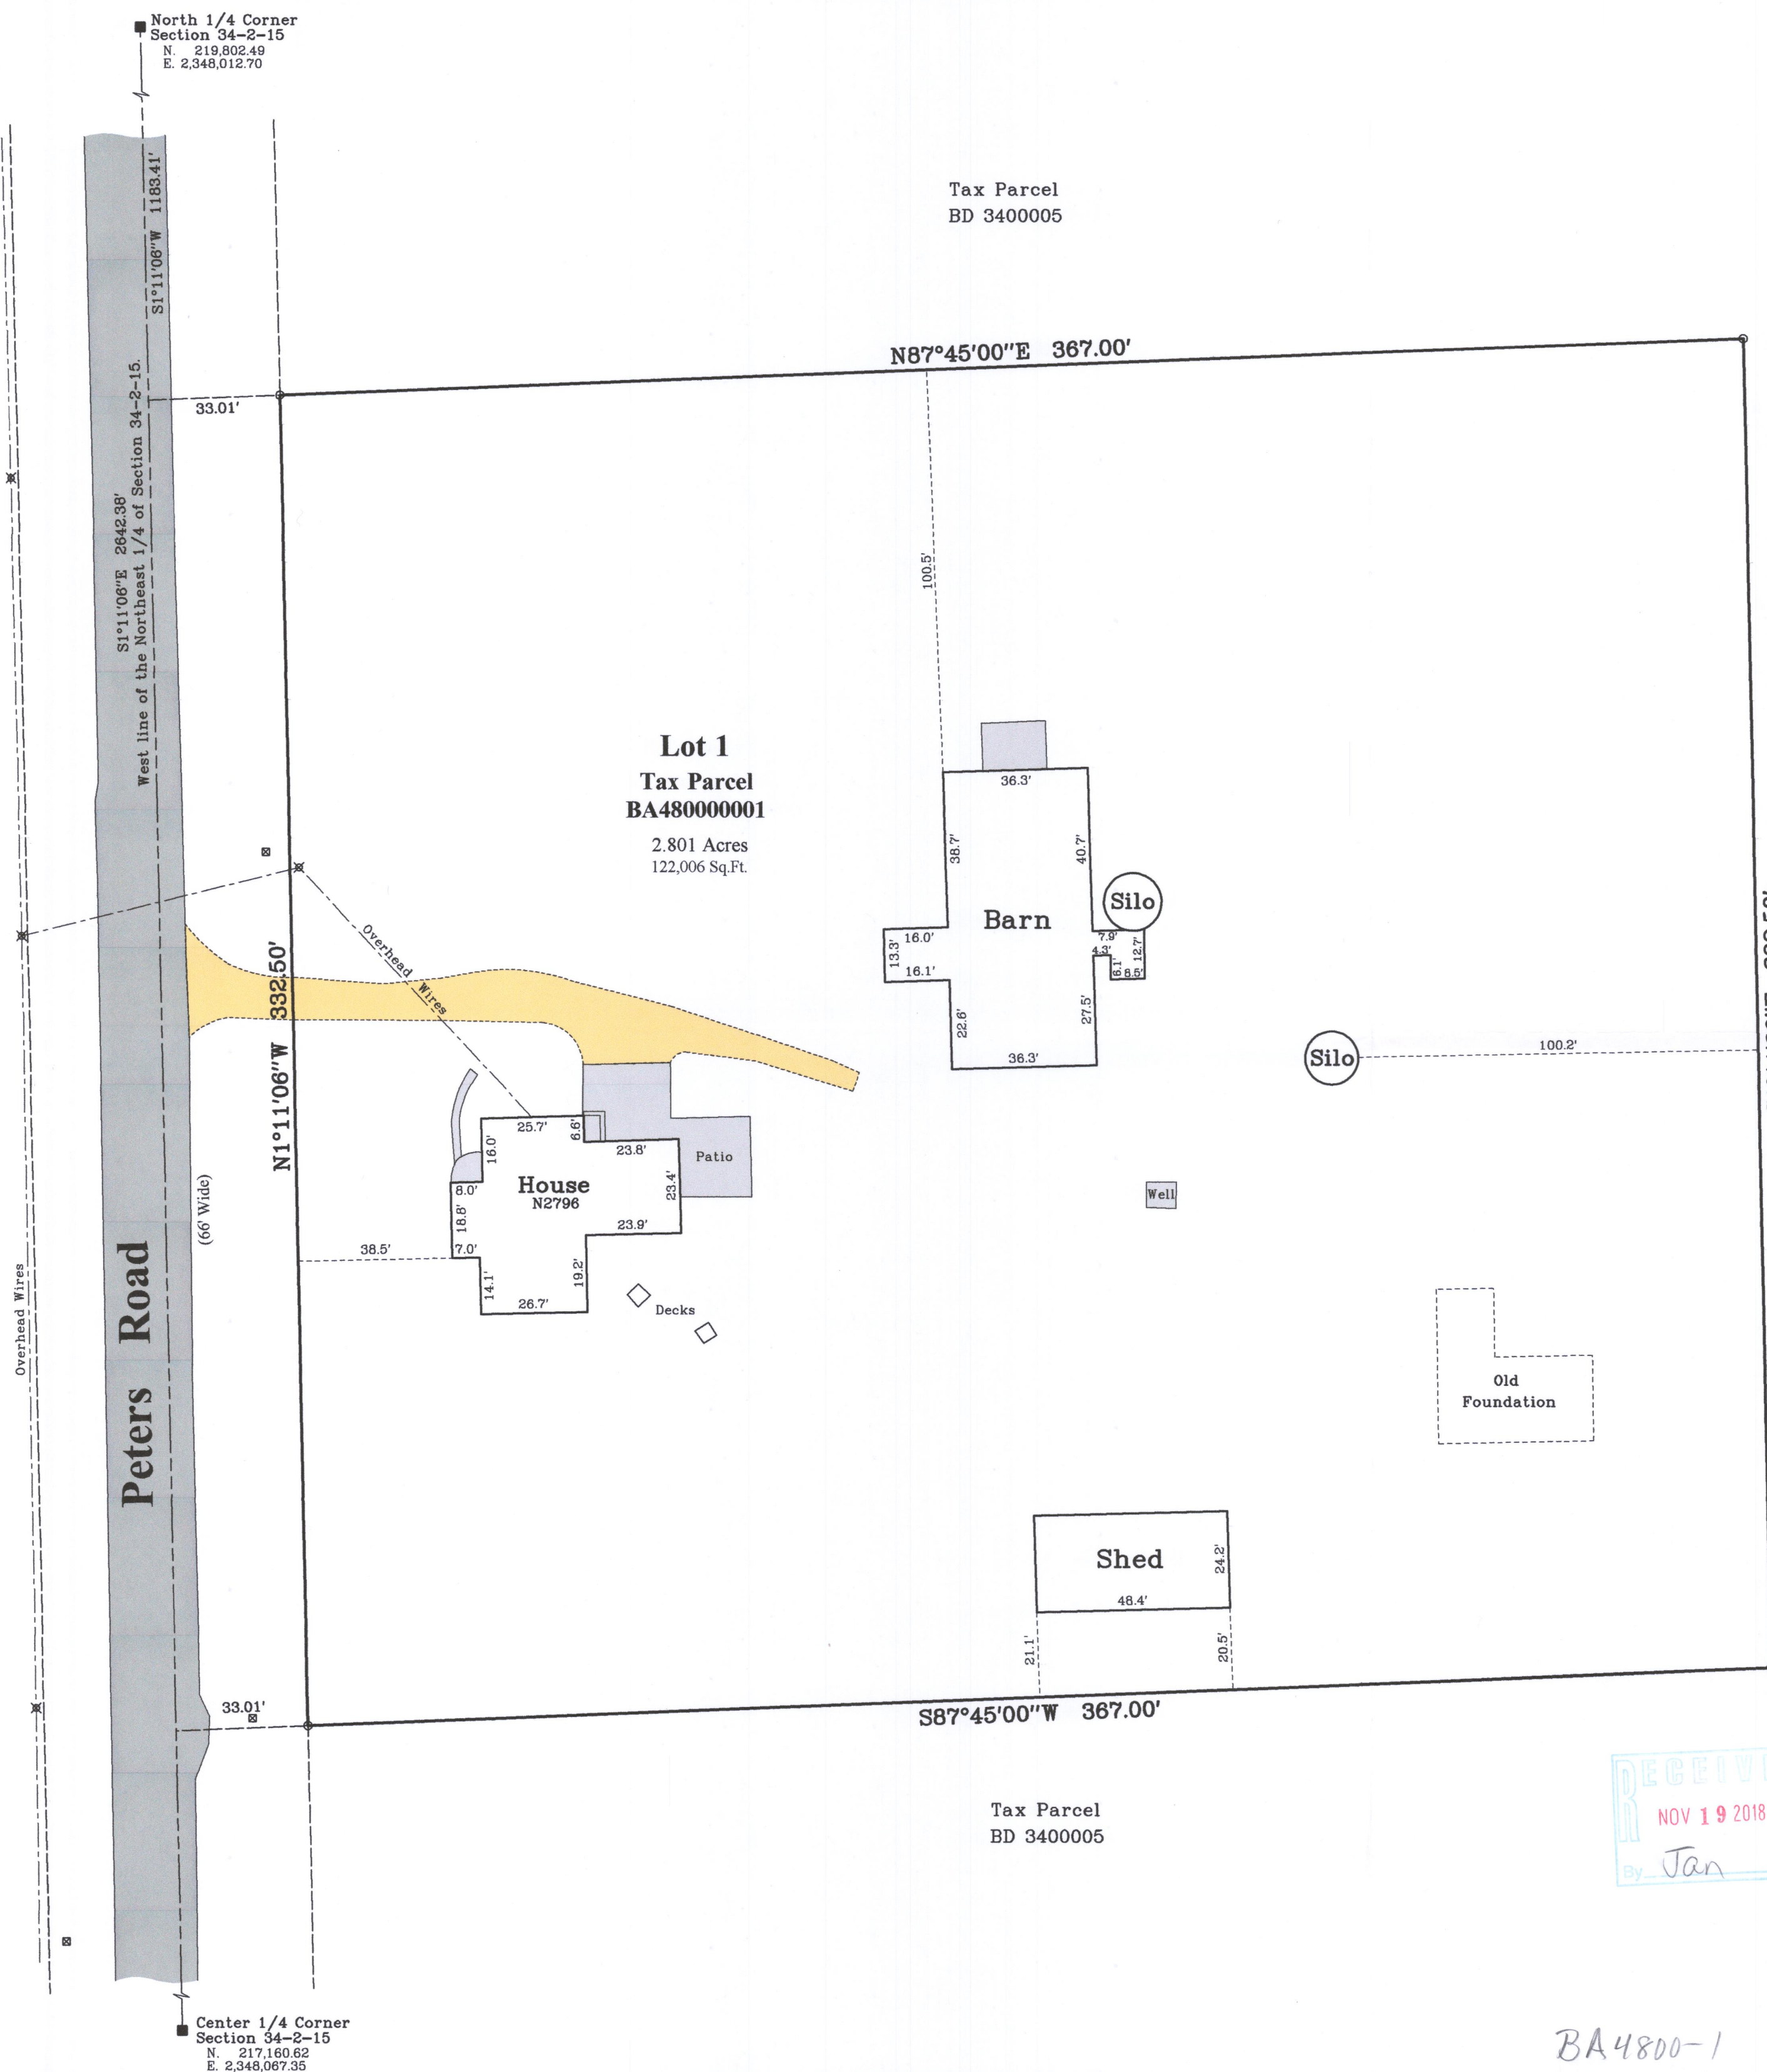 North 1/4 Corner
Section 34-2-15
N. 219,802.49
E. 2,348,012.70
S1°11'06"W 1183.41'
Tax Parcel
BD 3400005
N87°45'00"E 367.00'
33.01'
S1°11'06"E 2642.38'
West line of the Northeast 1/4 of Section 34-2-15.
100.5'
Lot 1
Tax Parcel
BA480000001
2.801 Acres
122,006 Sq.Ft.
36.3'
38.7'
40.7'
Silo
Barn
16.0'
13.3'
16.1'
7.9'
4.3'
12.7'
6.1'
8.5'
22.6'
27.5'
36.3'
Overhead Wires
N1°11'06"W 332.50'
Silo
100.2'
25.7'
6.6'
16.0'
23.8'
Patio
House
N2796
8.0'
18.8'
23.4'
23.9'
7.0'
38.5'
14.1'
19.2'
26.7'
Decks
Well
(66' Wide)
Peters Road
Overhead Wires
Old
Foundation
Shed
24.2'
48.4'
21.1'
20.5'
33.01'
S87°45'00"W 367.00'
Tax Parcel
BD 3400005
NOV 19 2018
By Jan
Center 1/4 Corner
Section 34-2-15
N. 217,160.62
E. 2,348,067.35
BA4800-1